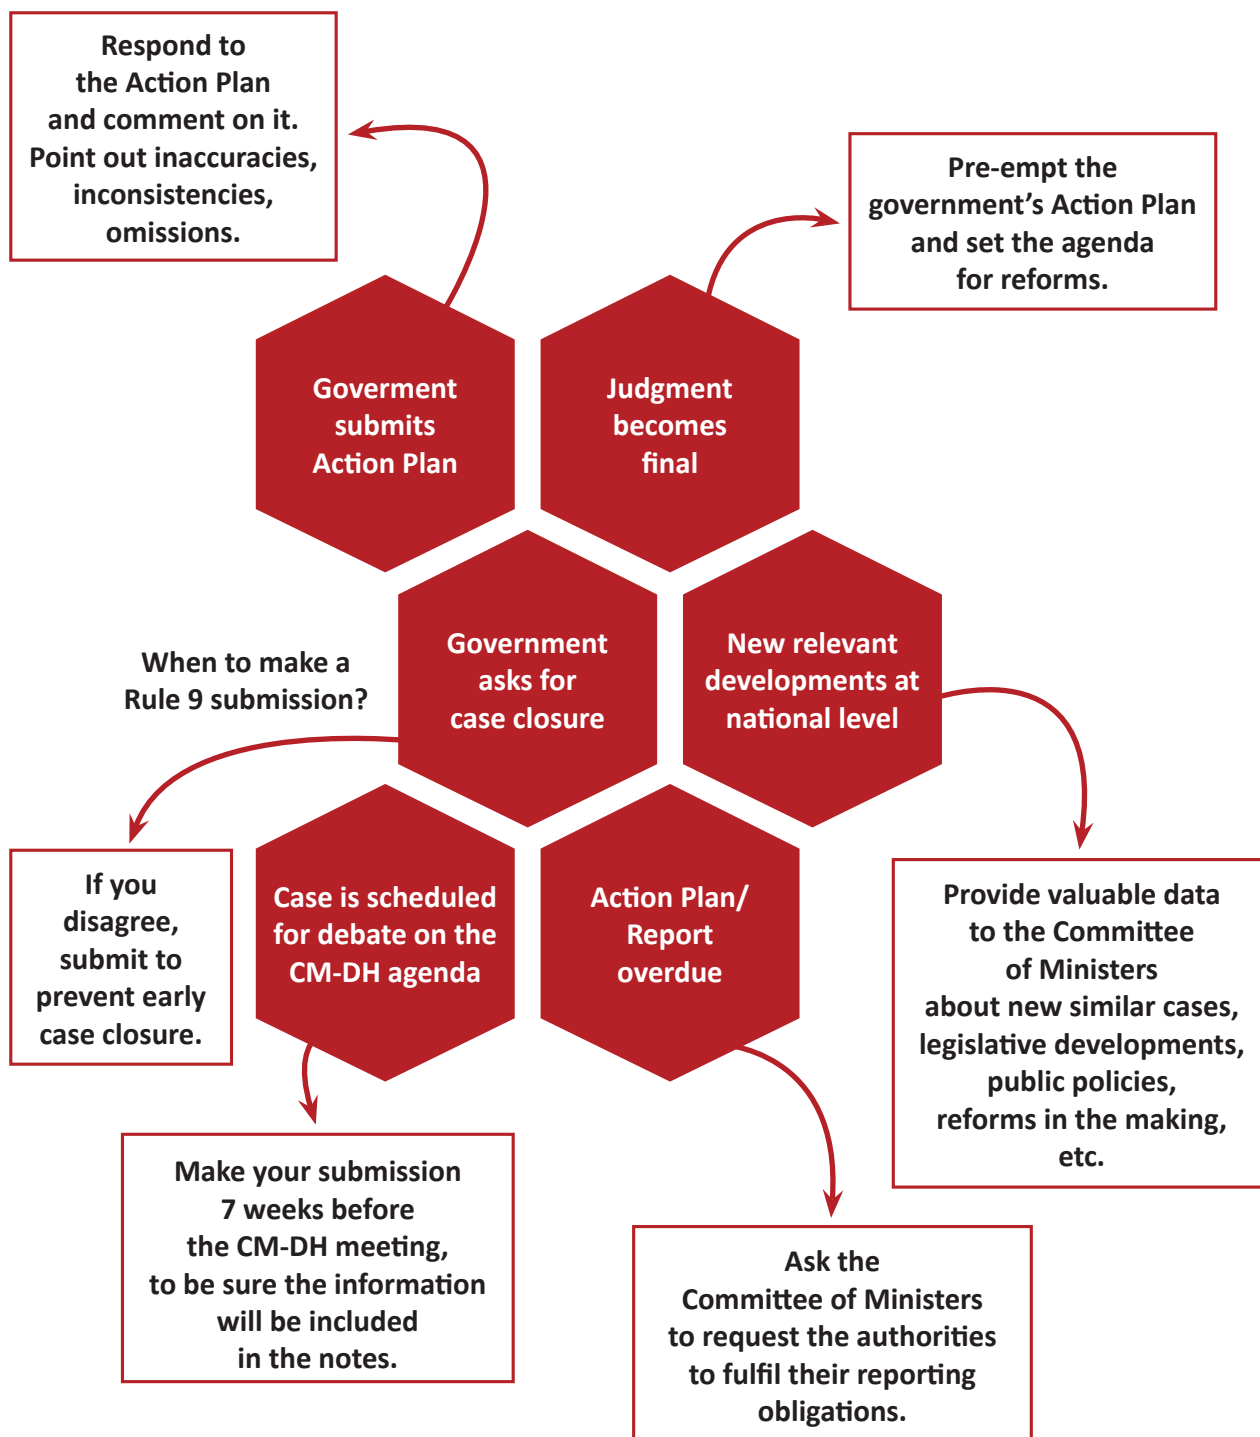 Respond to
the Action Plan
and comment on it.
Point out inaccuracies,
inconsistencies,
omissions.
Pre-empt the
government’s Action Plan
and set the agenda
for reforms.
Goverment
submits
Action Plan
Judgment
becomes
final
When to make a
Rule 9 submission?
Government
asks for
case closure
New relevant
developments at
national level
If you
disagree,
submit to
prevent early
case closure.
Case is scheduled
for debate on the
CM-DH agenda
Action Plan/
Report
overdue
Provide valuable data
to the Committee
of Ministers
about new similar cases,
legislative developments,
public policies,
reforms in the making,
etc.
Make your submission
7 weeks before
the CM-DH meeting,
to be sure the information
will be included
in the notes.
Ask the
Committee of Ministers
to request the authorities
to fulfil their reporting
obligations.